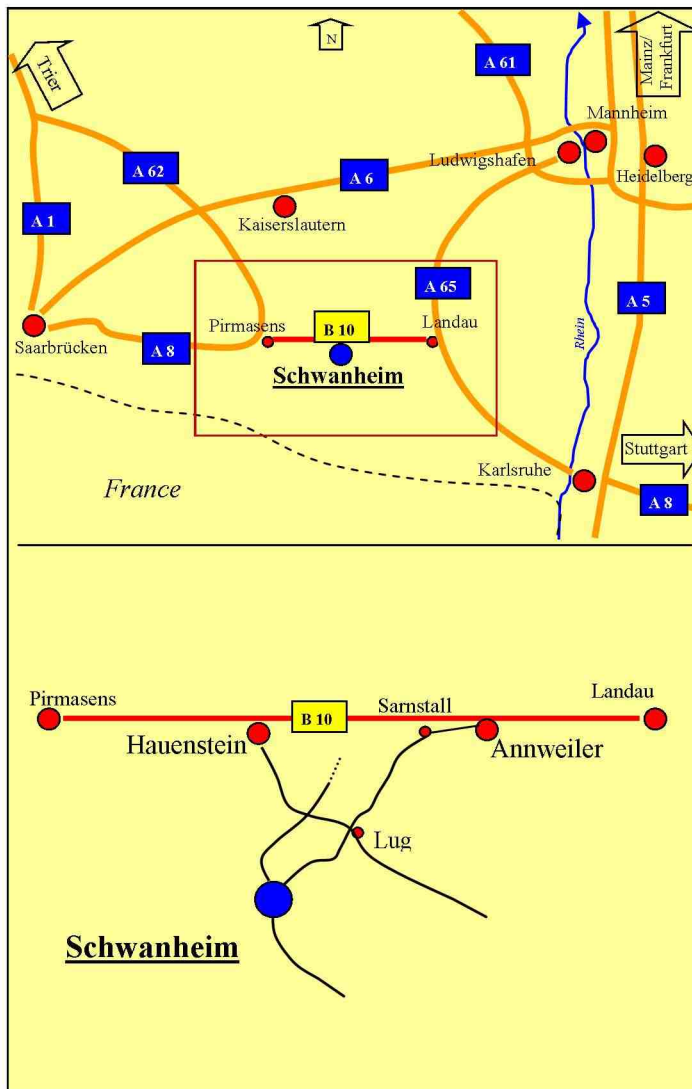 N
Trier
A 61
Mainz/
Frankfurt
Mannheim
Ludwigshafen
A 62
A 6
Heidelberg
A 1
Kaiserslautern
A 65
A 5
Pirmasens
B 10
Landau
Rhein
Saarbrücken
A 8
Schwanheim
Stuttgart
Karlsruhe
France
A 8
Pirmasens
Landau
Sarnstall
B 10
Hauenstein
Annweiler
Lug
Schwanheim